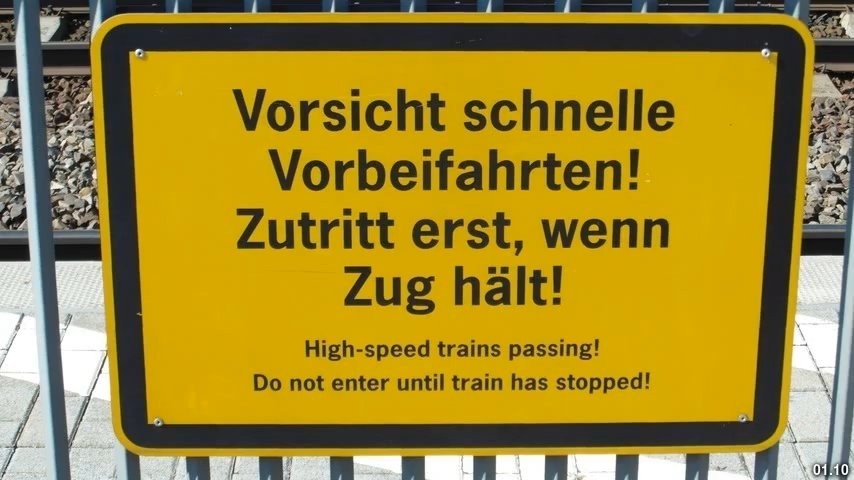 Vorsicht schnelle
Vorbeifahrten!
Zutritt erst, wenn
Zug hält!
High-speed trains passing!
Do not enter until train has stopped!
01.10